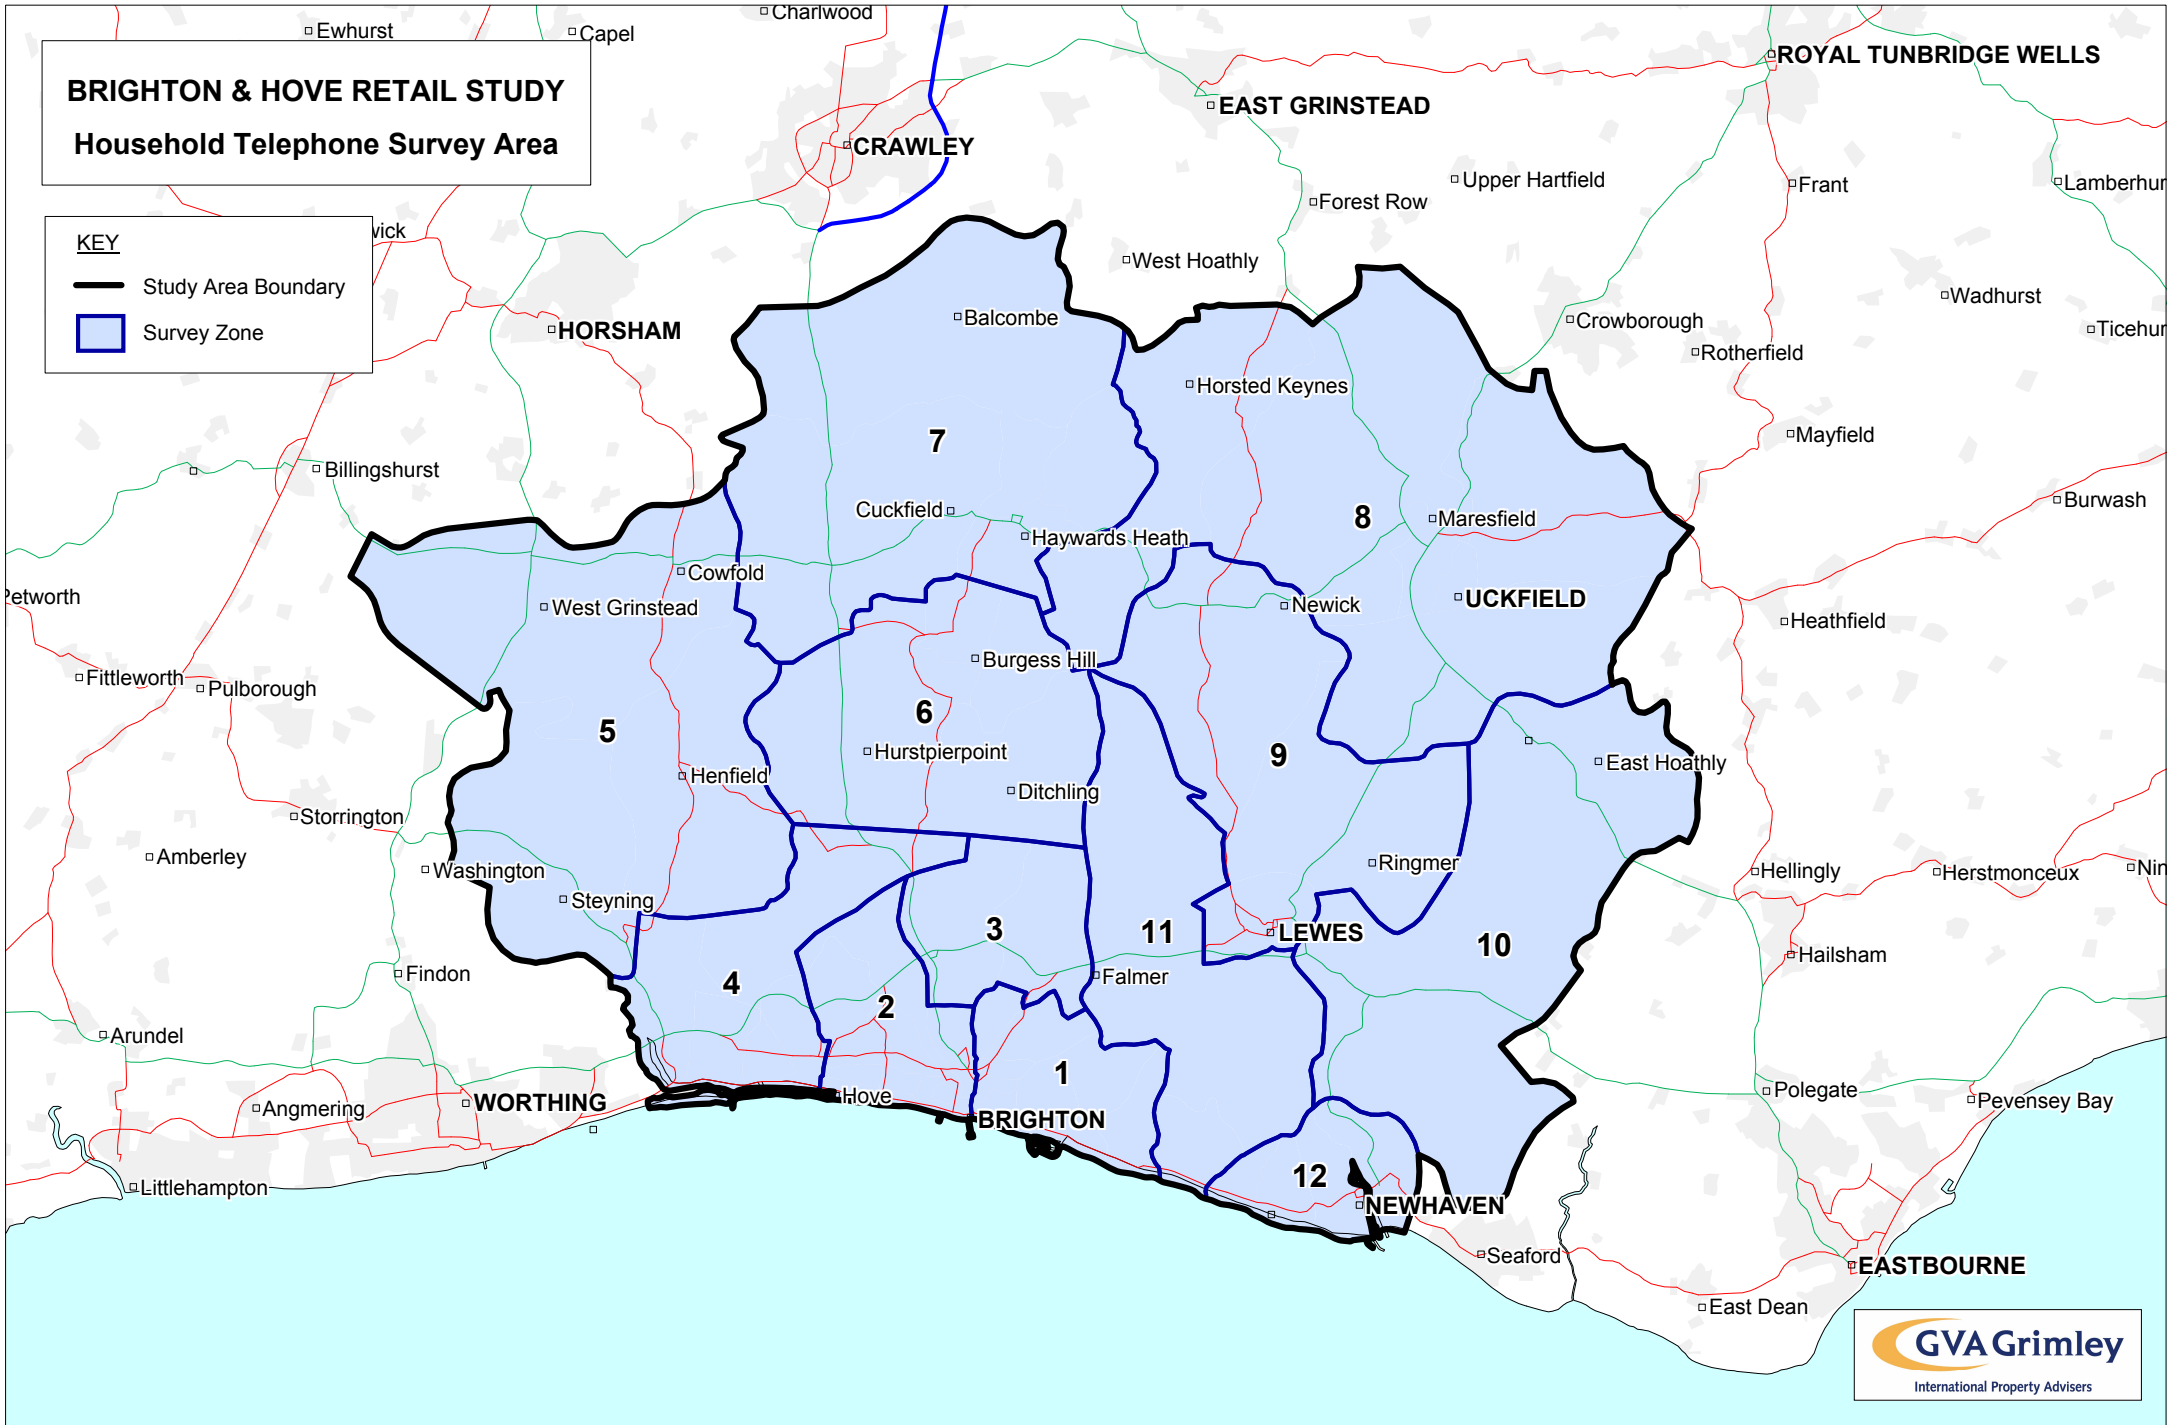 BRIGHTON & HOVE RETAIL STUDY
Household Telephone Survey Area
KEY
Study Area Boundary
Survey Zone
Ewhurst
Capel
Charlwood
ROYAL TUNBRIDGE WELLS
EAST GRINSTEAD
CRAWLEY
Upper Hartfield
Frant
Lamberhur
Forest Row
wick
West Hoathly
Wadhurst
Balcombe
Crowborough
HORSHAM
Ticehur
Rotherfield
Horsted Keynes
Mayfield
7
Billingshurst
Burwash
Cuckfield
8
Maresfield
Haywards Heath
Cowfold
Petworth
West Grinstead
Newick
UCKFIELD
Heathfield
Burgess Hill
Fittleworth
Pulborough
6
5
Hurstpierpoint
9
East Hoathly
Henfield
Ditchling
Storrington
Amberley
Ringmer
Washington
Hellingly
Herstmonceux
Nin
Steyning
3
11
LEWES
10
Hailsham
Findon
Falmer
4
2
Arundel
1
Polegate
Hove
Pevensey Bay
WORTHING
Angmering
BRIGHTON
12
Littlehampton
NEWHAVEN
Seaford
EASTBOURNE
East Dean
GVA Grimley
International Property Advisers